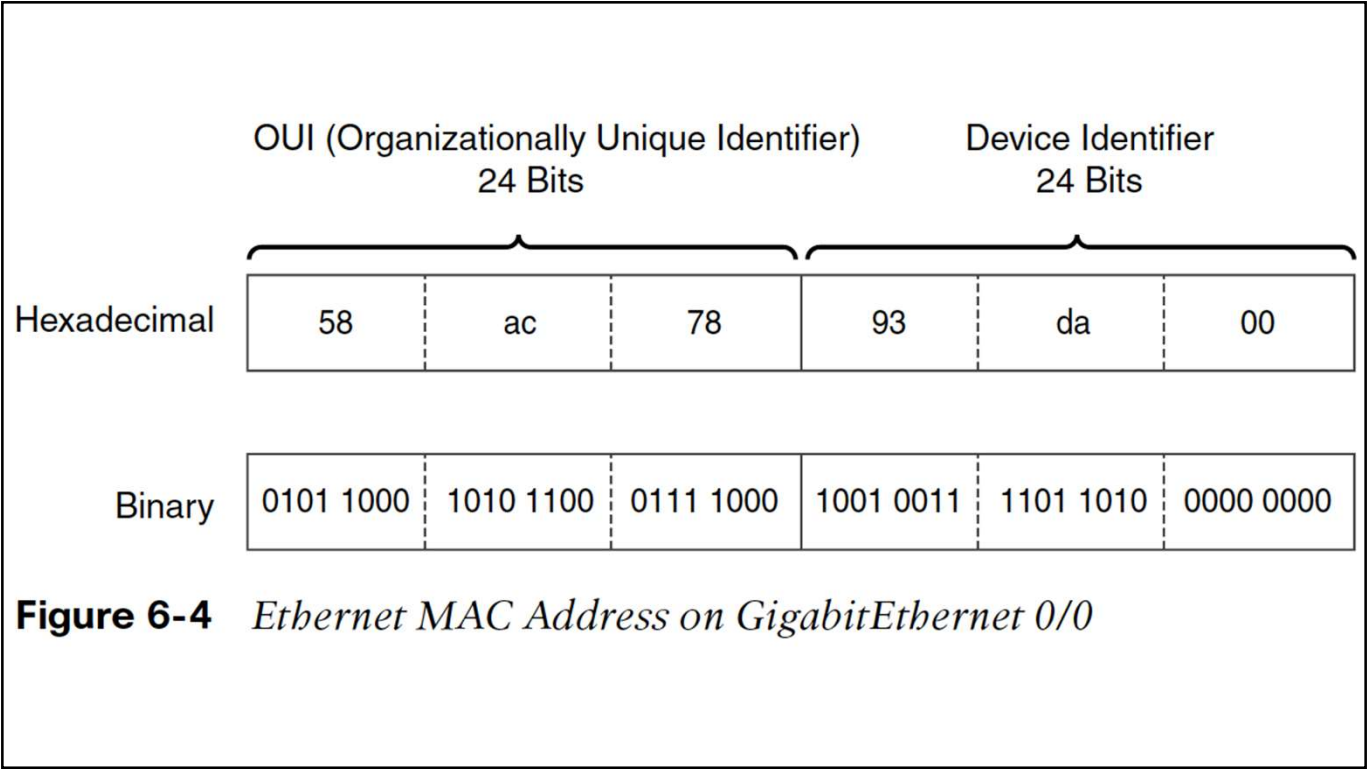 OUI (Organizationally Unique Identifier)
24 Bits
Device Identifier
24 Bits
Hexadecimal 58 ac 78 93 da 00
Binary 0101 1000 1010 1100 0111 1000 1001 0011 1101 1010 0000 0000
Figure 6-4 Ethernet MAC Address on GigabitEthernet 0/0